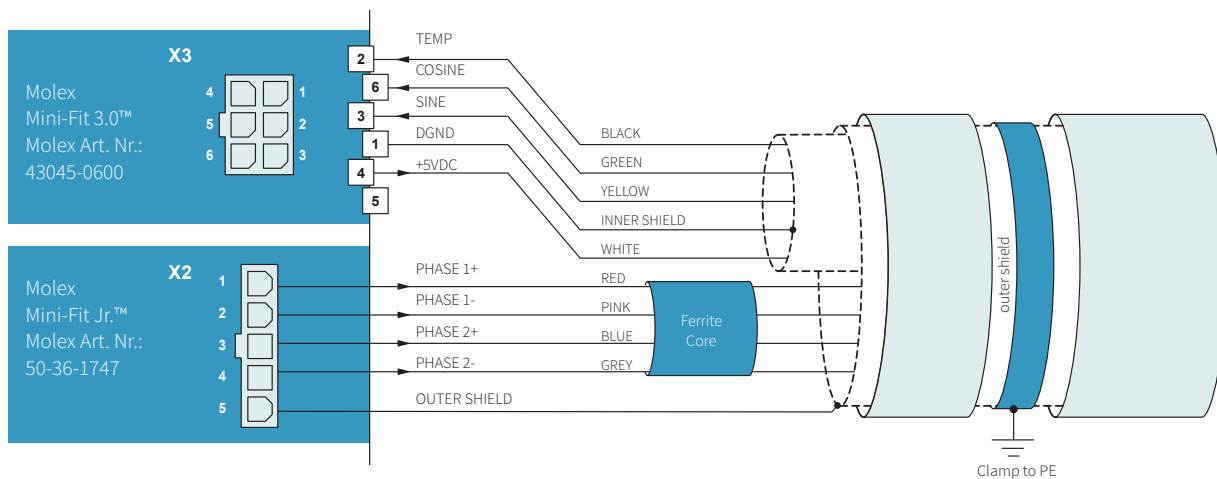 X3
Molex
Mini-Fit 3.0™
Molex Art. Nr.:
43045-0600
4 1
5 2
6 3
2 TEMP
6 COSINE
3 SINE
1 DGND
4 +5VDC
5
BLACK
GREEN
YELLOW
INNER SHIELD
WHITE
X2
Molex
Mini-Fit Jr.™
Molex Art. Nr.:
50-36-1747
1
2
3
4
5
PHASE 1+ RED
PHASE 1- PINK
PHASE 2+ BLUE
PHASE 2- GREY
OUTER SHIELD
Ferrite
Core
outer shield
Clamp to PE